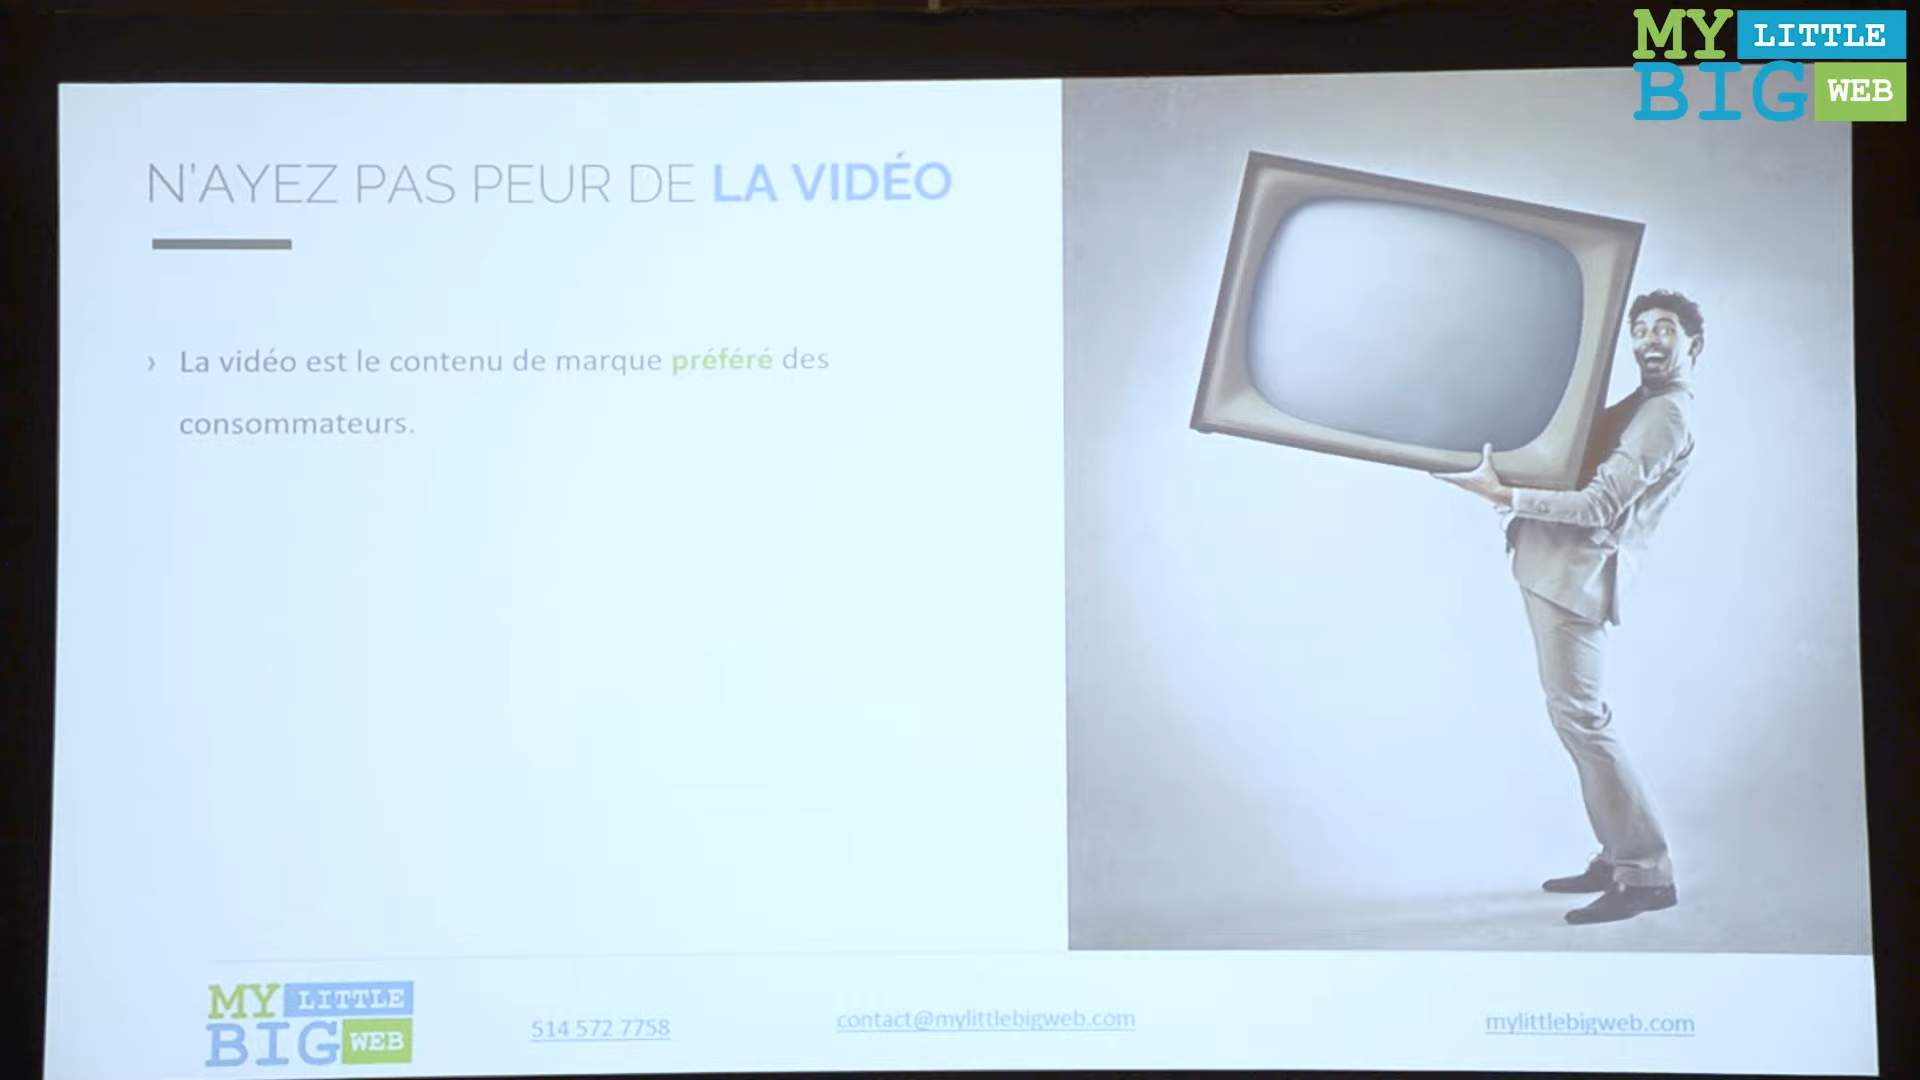 MY LITTLE
BIG WEB
N'AYEZ PAS PEUR DE LA VIDÉO
› La vidéo est le contenu de marque préféré des
consommateurs.
MY LITTLE
BIG WEB
514 572 7758
contact@mylittlebigweb.com
mylittlebigweb.com